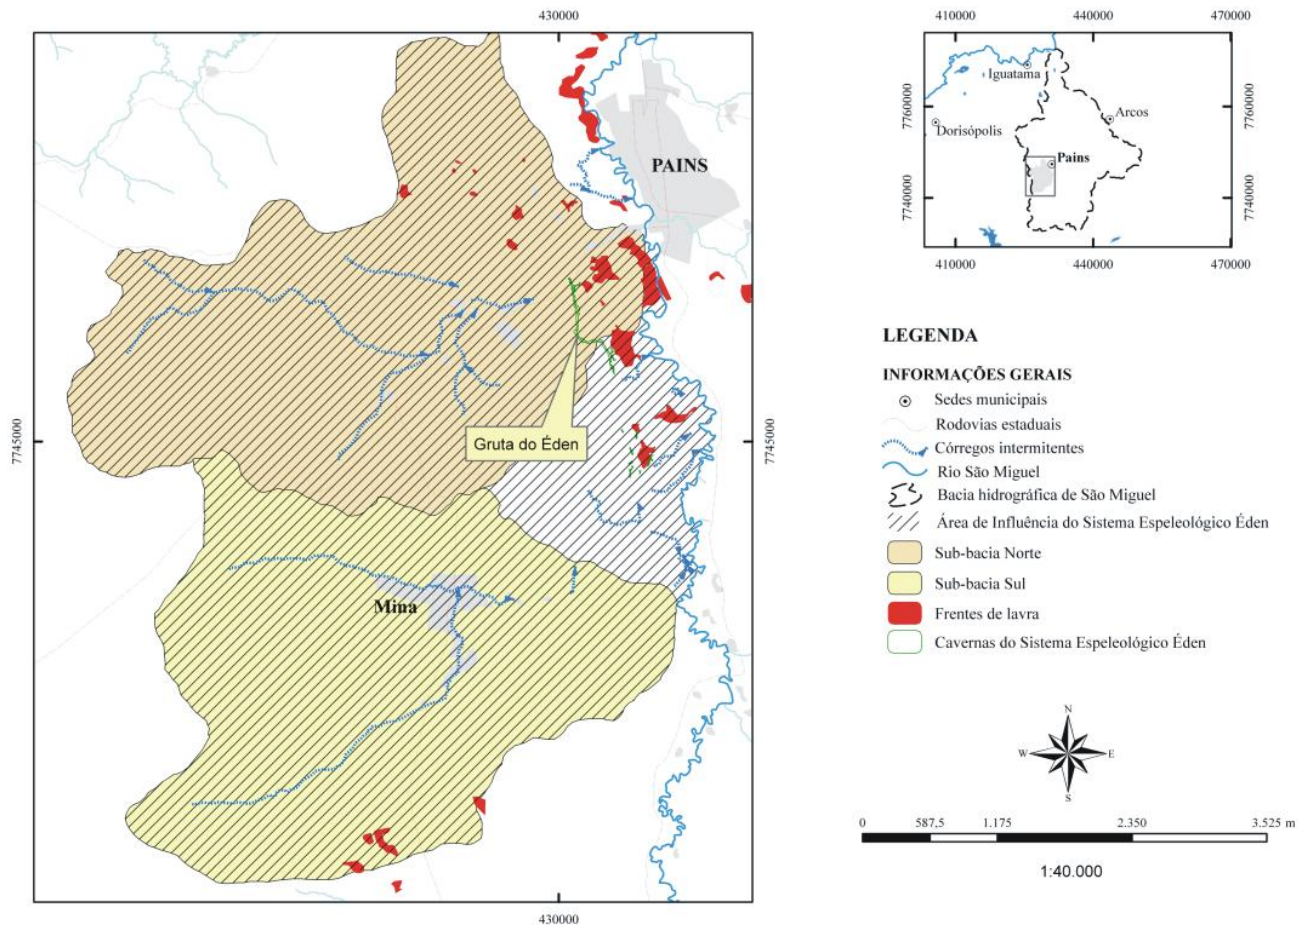 430000
7745000
7745000
PAINS
Gruta do Éden
Mina
430000
410000
440000
470000
7760000
7760000
7740000
7740000
Iguatama
Arcos
Dorisópolis
Pains
410000
440000
470000
LEGENDA
INFORMAÇÕES GERAIS
Sedes municipais
Rodovias estaduais
Córregos intermitentes
Rio São Miguel
Bacia hidrográfica de São Miguel
Área de Influência do Sistema Espeleológico Éden
Sub-bacia Norte
Sub-bacia Sul
Frentes de lavra
Cavernas do Sistema Espeleológico Éden
N
W E
S
0 587,5 1.175 2.350 3.525 m
1:40.000